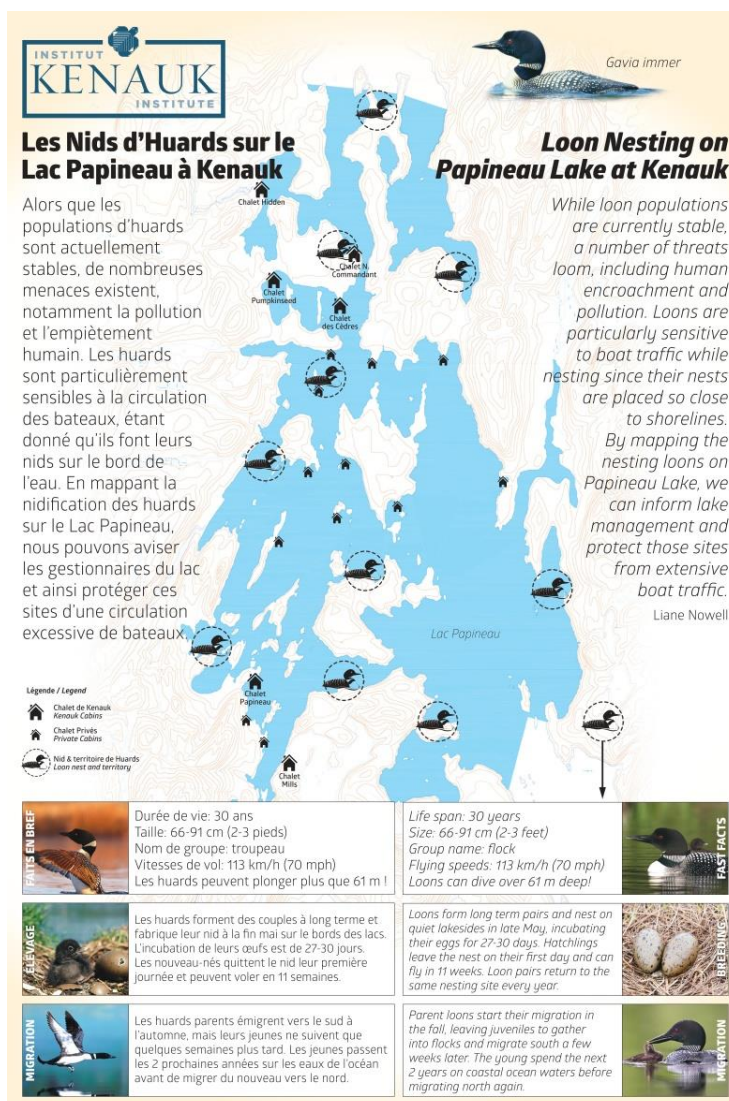 INSTITUT
KENAUK
INSTITUTE
Gavia immer
Les Nids d'Huards sur le
Lac Papineau à Kenauk
Alors que les
populations d'huards
sont actuellement
stables, de nombreuses
menaces existent,
notamment la pollution
et l'empiètement
humain. Les huards
sont particulièrement
sensibles à la circulation
des bateaux, étant
donné qu'ils font leurs
nids sur le bord de
l'eau. En mappant la
nidification des huards
sur le Lac Papineau,
nous pouvons aviser
les gestionnaires du lac
et ainsi protéger ces
sites d'une circulation
excessive de bateaux.
Loon Nesting on
Papineau Lake at Kenauk
While loon populations
are currently stable,
a number of threats
loom, including human
encroachment and
pollution. Loons are
particularly sensitive
to boat traffic while
nesting since their nests
are placed so close
to shorelines.
By mapping the
nesting loons on
Papineau Lake, we
can inform lake
management and
protect those sites
from extensive
boat traffic.
Liane Nowell
Chalet Hidden
Chalet N.
Commandant
Chalet
Pumpkinseed
Chalet
des Cèdres
Lac Papineau
Chalet
Papineau
Chalet
Mills
Légende / Legend
Chalet de Kenauk
Kenauk Cabins
Chalet Privés
Private Cabins
Nid & territoire de Huards
Loon nest and territory
FAITS EN BREF
Durée de vie: 30 ans
Taille: 66-91 cm (2-3 pieds)
Nom de groupe: troupeau
Vitesses de vol: 113 km/h (70 mph)
Les huards peuvent plonger plus que 61 m !
Life span: 30 years
Size: 66-91 cm (2-3 feet)
Group name: flock
Flying speeds: 113 km/h (70 mph)
Loons can dive over 61 m deep!
FAST FACTS
ÉLEVAGE
Les huards forment des couples à long terme et
fabrique leur nid à la fin mai sur le bords des lacs.
L'incubation de leurs œufs est de 27-30 jours.
Les nouveau-nés quittent le nid leur première
journée et peuvent voler en 11 semaines.
Loons form long term pairs and nest on
quiet lakesides in late May, incubating
their eggs for 27-30 days. Hatchlings
leave the nest on their first day and can
fly in 11 weeks. Loon pairs return to the
same nesting site every year.
BREEDING
MIGRATION
Les huards parents émigrent vers le sud à
l'automne, mais leurs jeunes ne suivent que
quelques semaines plus tard. Les jeunes passent
les 2 prochaines années sur les eaux de l'océan
avant de migrer du nouveau vers le nord.
Parent loons start their migration in
the fall, leaving juveniles to gather
into flocks and migrate south a few
weeks later. The young spend the next
2 years on coastal ocean waters before
migrating north again.
MIGRATION